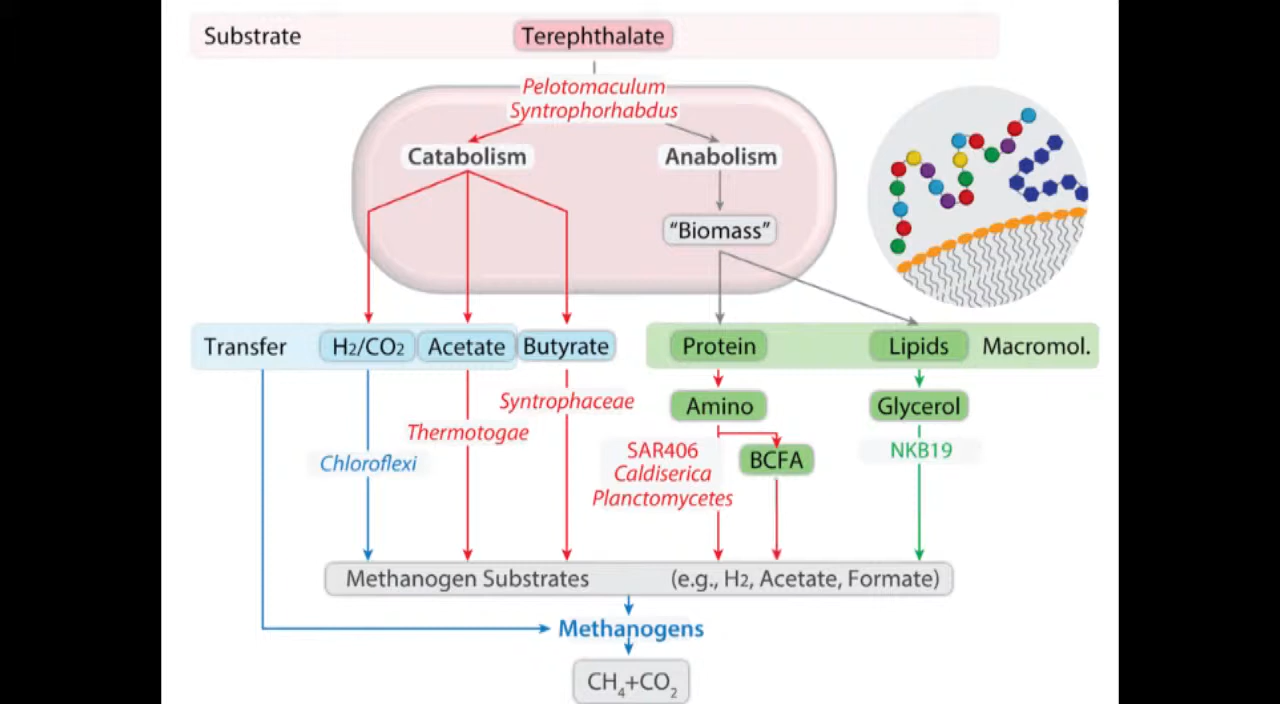 Substrate
Terephthalate
Pelotomaculum
Syntrophorhabdus
Catabolism
Anabolism
“Biomass”
Transfer
H2/CO2
Acetate
Butyrate
Protein
Lipids
Macromol.
Syntrophaceae
Amino
Glycerol
Thermotogae
SAR406
BCFA
NKB19
Chloroflexi
Caldiserica
Planctomycetes
Methanogen Substrates
(e.g., H2, Acetate, Formate)
Methanogens
CH4+CO2